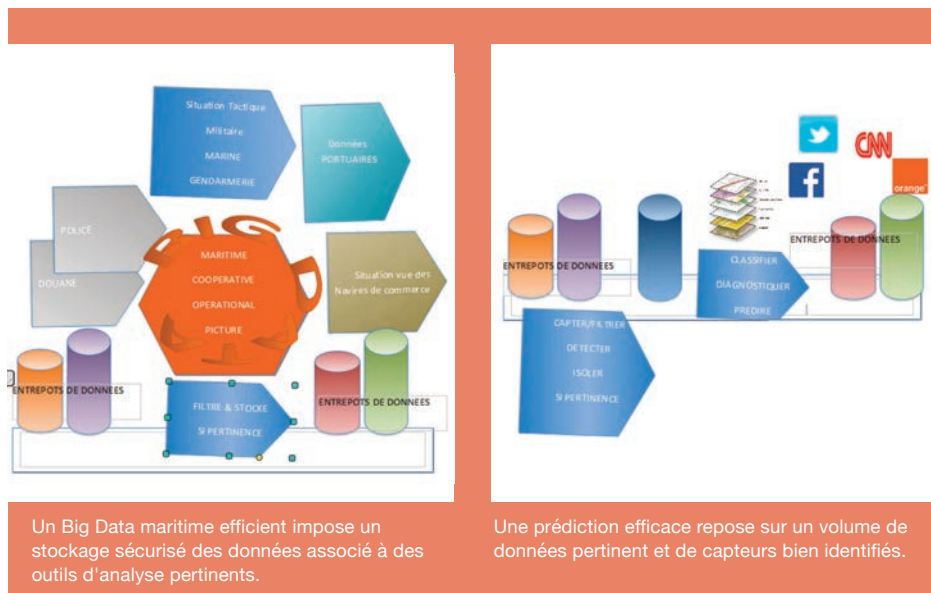 Situation Tactique
Militaire
MARINE
GENDARMERIE
Données
PORTUAIRES
POLICE
DOUANE
MARITIME
COOPERATIVE
OPERATIONAL
PICTURE
Situation vue des
Navires de commerce
ENTREPOTS DE DONNEES
FILTRE & STOCKE
SI PERTINENCE
ENTREPOTS DE DONNEES
Un Big Data maritime efficient impose un
stockage sécurisé des données associé à des
outils d'analyse pertinents.
CNN
orange
ENTREPOTS DE DONNEES
ENTREPOTS DE DONNEES
CLASSIFIER
DIAGNOSTIQUER
PREDIRE
CAPTER/FILTRER
DETECTER
ISOLER
SI PERTINENCE
Une prédiction efficace repose sur un volume de
données pertinent et de capteurs bien identifiés.